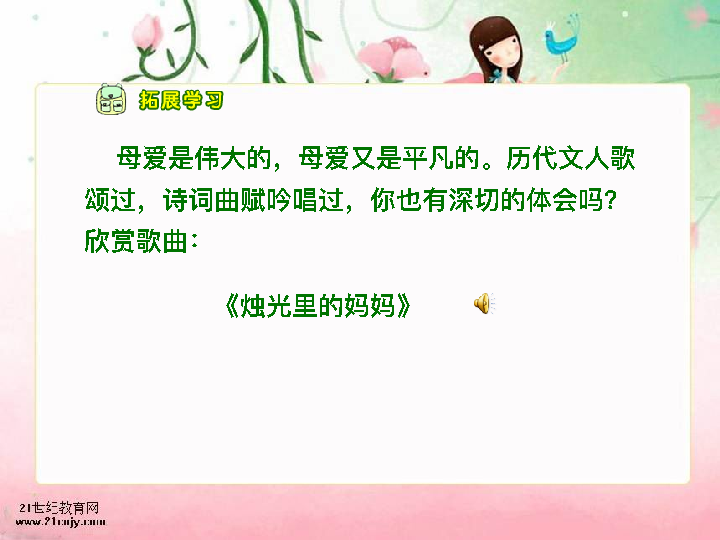 拓展学习
母爱是伟大的，母爱又是平凡的。历代文人歌
颂过，诗词曲赋吟唱过，你也有深切的体会吗？
欣赏歌曲：
《烛光里的妈妈》
21世纪教育网
www.21cnjy.com